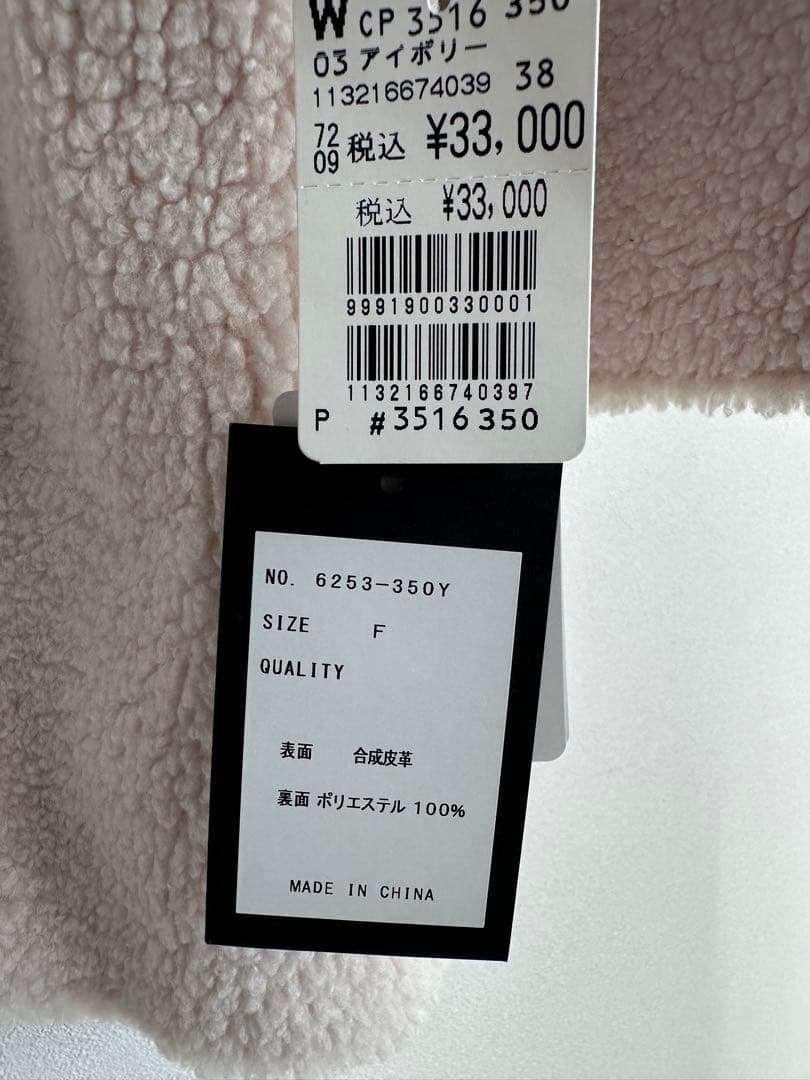 W CP 3516 350
03 アイボリー
113216674039 38
72
09 税込 ¥33,000
税込 ¥33,000
9991900330001
1132166740397
P #3516350
NO. 6253-350Y
SIZE F
QUALITY
表面 合成皮革
裏面 ポリエステル 100%
MADE IN CHINA